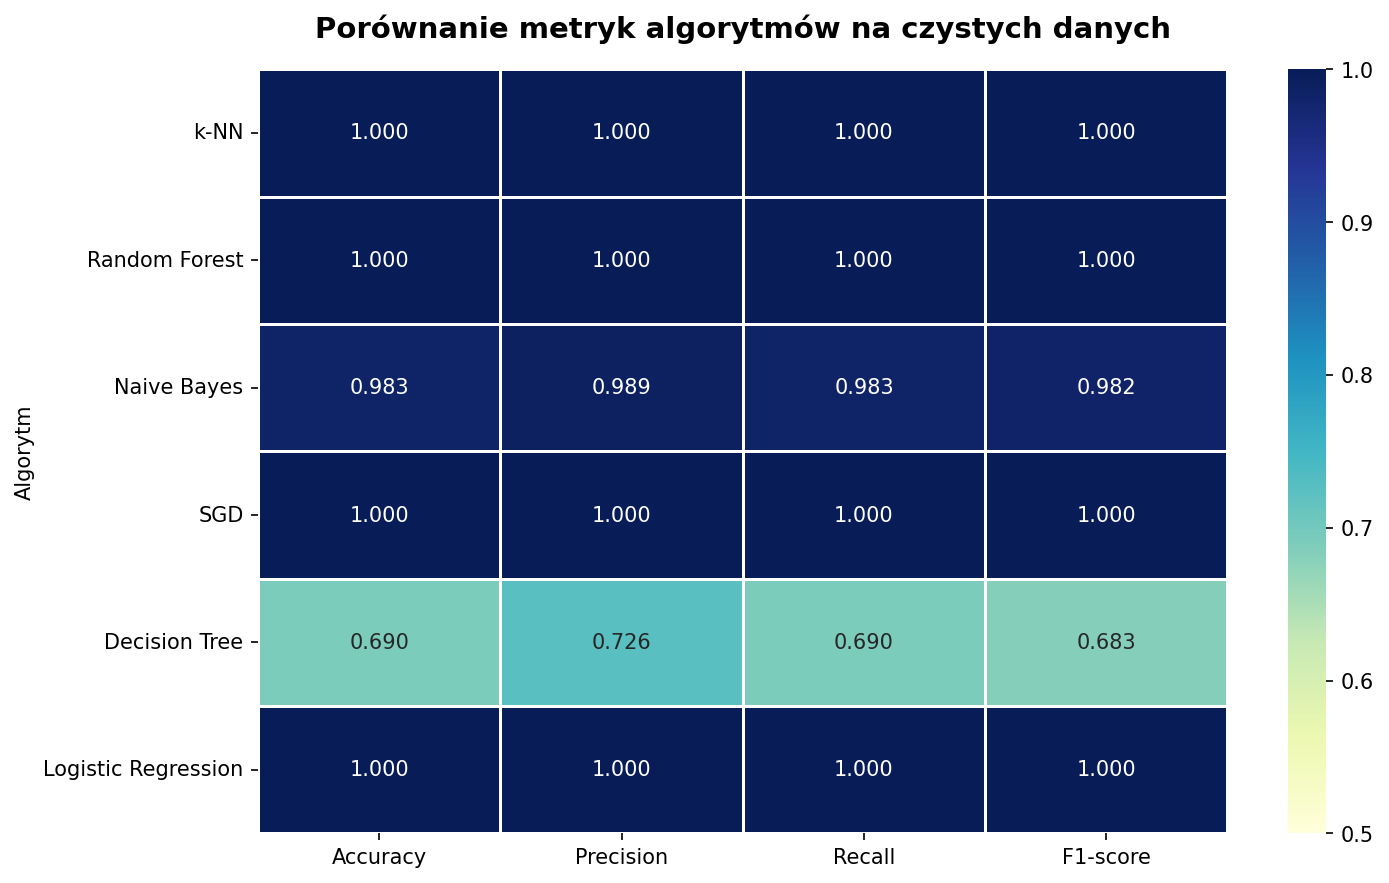 Porównanie metryk algorytmów na czystych danych
Algorytm
k-NN 1.000 1.000 1.000 1.000
Random Forest 1.000 1.000 1.000 1.000
Naive Bayes 0.983 0.989 0.983 0.982
SGD 1.000 1.000 1.000 1.000
Decision Tree 0.690 0.726 0.690 0.683
Logistic Regression 1.000 1.000 1.000 1.000
Accuracy Precision Recall F1-score
1.0
0.9
0.8
0.7
0.6
0.5